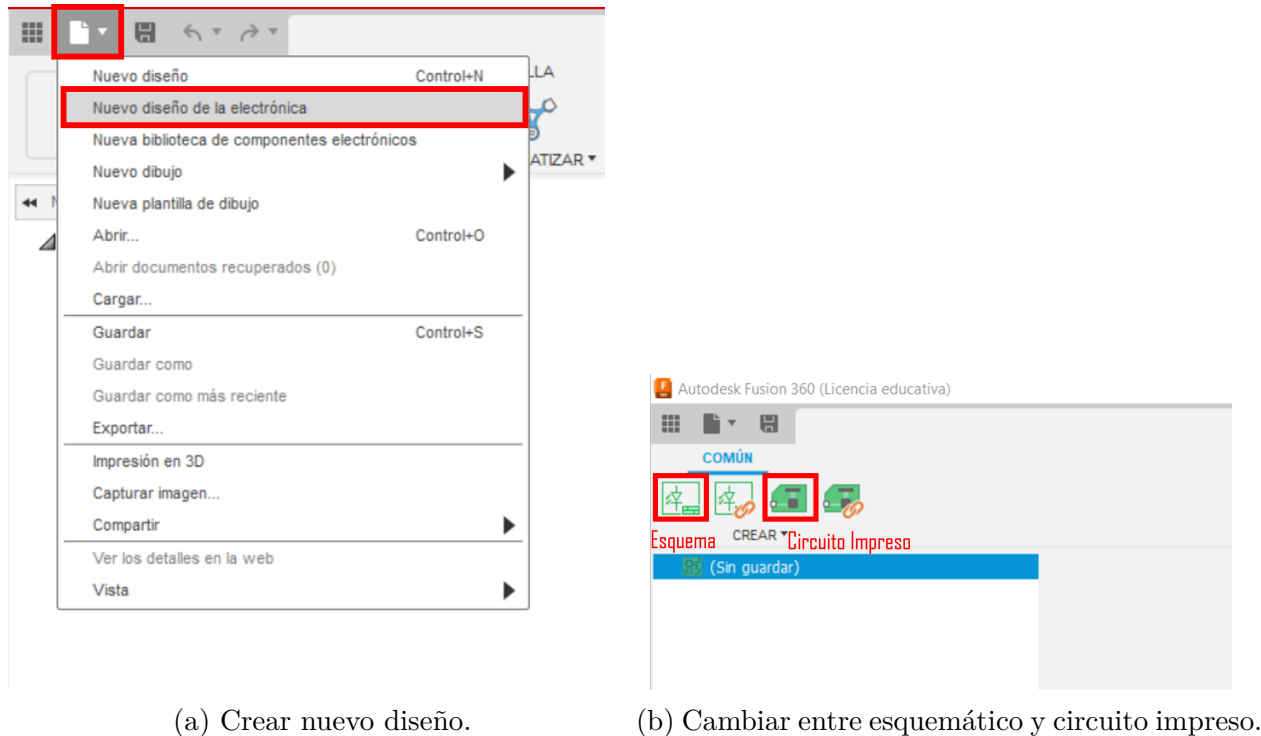 LLA
ATIZAR
Nuevo diseño Control+N
Nuevo diseño de la electrónica
Nueva biblioteca de componentes electrónicos
Nuevo dibujo
Nueva plantilla de dibujo
Abrir... Control+O
Abrir documentos recuperados (0)
Cargar...
Guardar Control+S
Guardar como
Guardar como más reciente
Exportar...
Impresión en 3D
Capturar imagen...
Compartir
Ver los detalles en la web
Vista
(a) Crear nuevo diseño.
Autodesk Fusion 360 (Licencia educativa)
COMÚN
Esquema CREAR Circuito Impreso
(Sin guardar)
(b) Cambiar entre esquemático y circuito impreso.